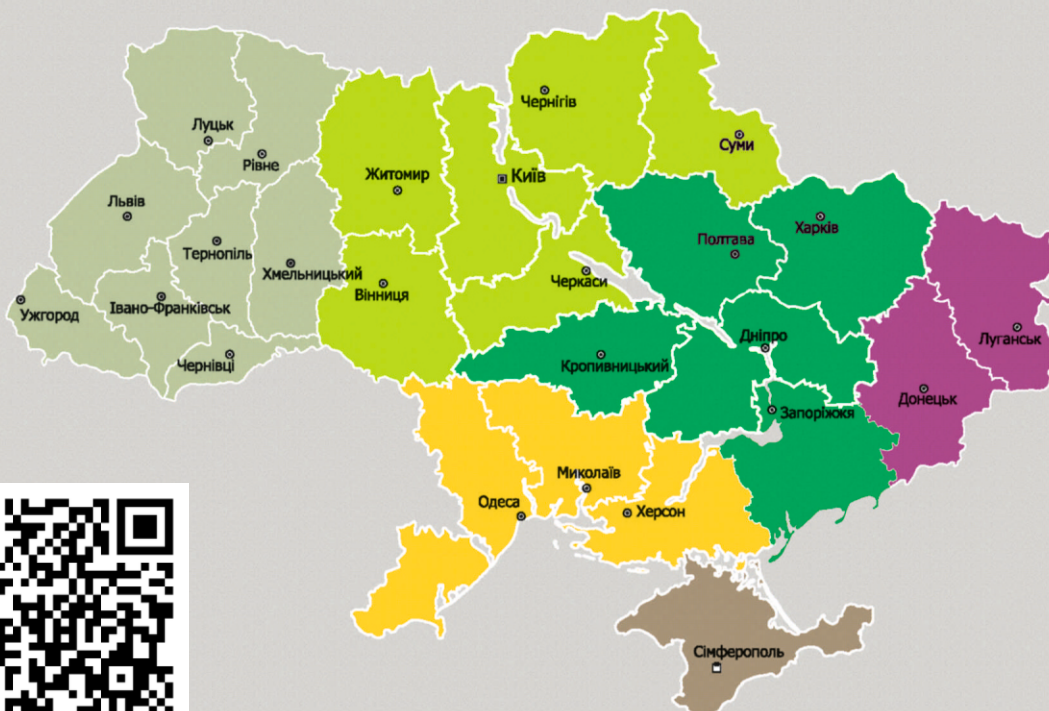 Чернігів
Луцьк
Суми
Рівне
Житомир
Київ
Львів
Харків
Полтава
Тернопіль
Хмельницький
Черкаси
Вінниця
Ужгород
Івано-Франківськ
Луганськ
Дніпро
Чернівці
Кропивницький
Донецьк
Запоріжжя
Миколаїв
Одеса
Херсон
Сімферополь